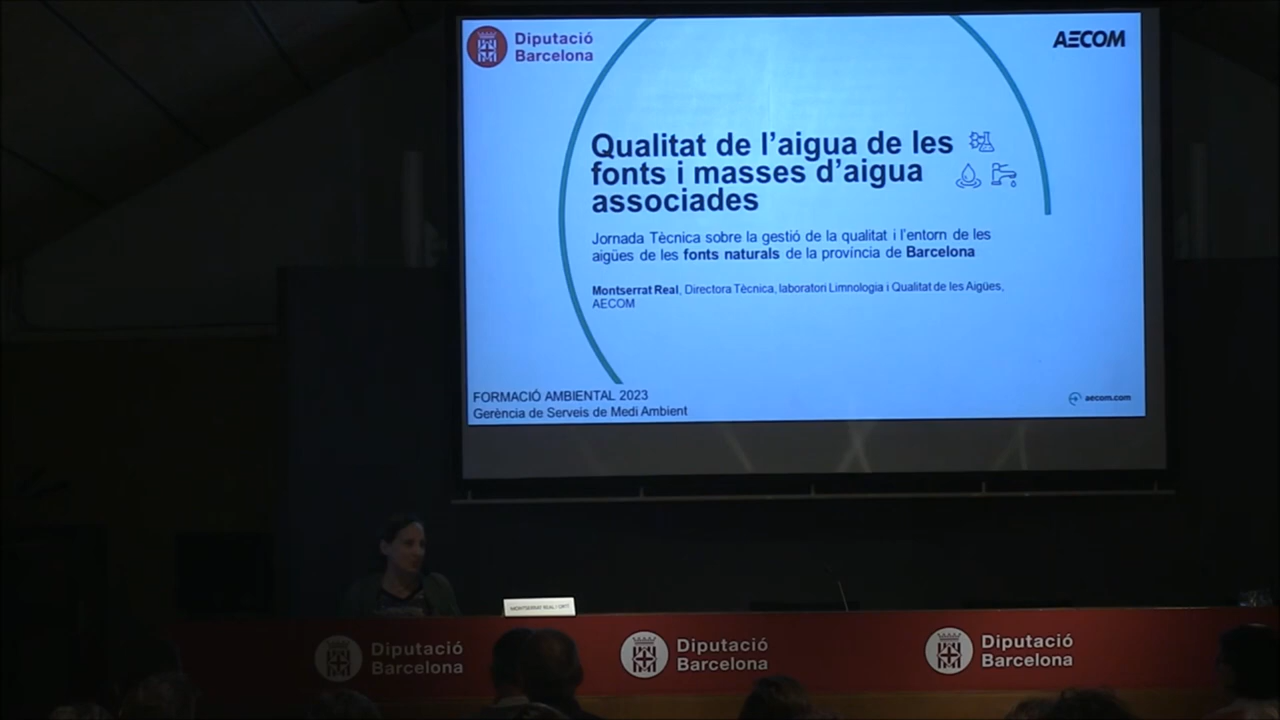 Diputació
Barcelona
AECOM
Qualitat de l’aigua de les
fonts i masses d’aigua
associades
Jornada Tècnica sobre la gestió de la qualitat i l’entorn de les
aigües de les fonts naturals de la província de Barcelona
Montserrat Real, Directora Tècnica, laboratori Limnologia i Qualitat de les Aigües,
AECOM
FORMACIÓ AMBIENTAL 2023
Gerència de Serveis de Medi Ambient
aecom.com
MONTSERRAT REAL I ORTÍ
Diputació
Barcelona
Diputació
Barcelona
Diputació
Barcelona